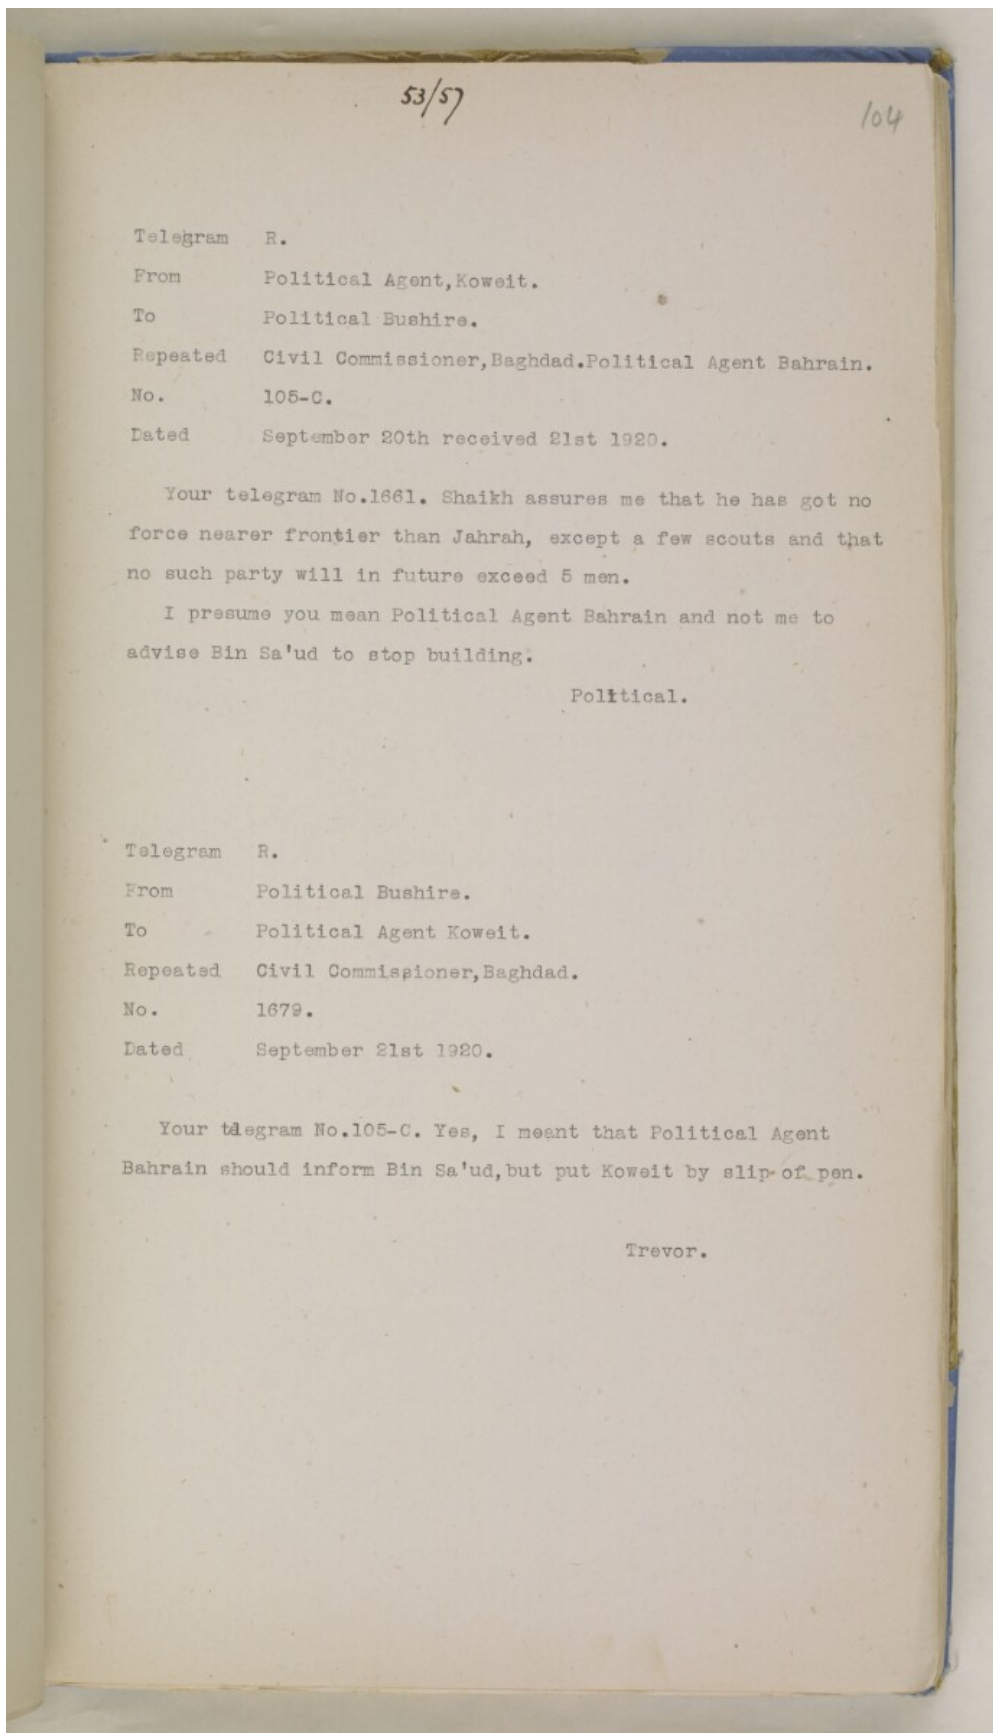 53/57
104
Telegram R.
From Political Agent,Koweit.
To Political Bushire.
Repeated Civil Commissioner,Baghdad.Political Agent Bahrain.
No. 105-C.
Dated September 20th received 21st 1920.
Your telegram No.1661. Shaikh assures me that he has got no
force nearer frontier than Jahrah, except a few scouts and that
no such party will in future exceed 5 men.
I presume you mean Political Agent Bahrain and not me to
advise Bin Sa'ud to stop building.
Political.
Telegram R.
From Political Bushire.
To Political Agent Koweit.
Repeated Civil Commissioner,Baghdad.
No. 1679.
Dated September 21st 1920.
Your telegram No.105-C. Yes, I meant that Political Agent
Bahrain should inform Bin Sa'ud,but put Koweit by slip of pen.
Trevor.